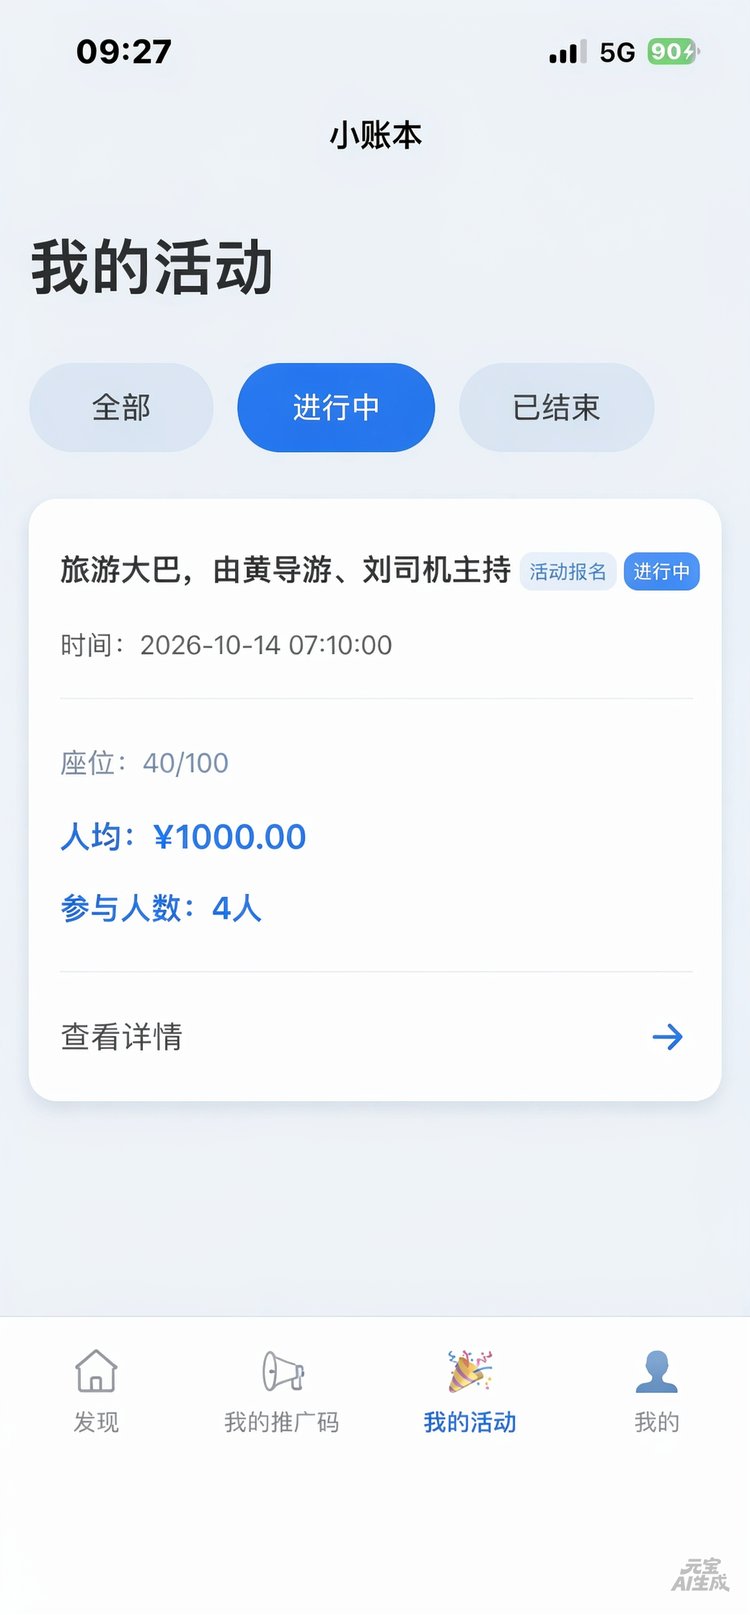 09:27 5G 90
小账本
我的活动
全部 进行中 已结束
旅游大巴，由黄导游、刘司机主持 活动报名 进行中
时间：2026-10-14 07:10:00
座位：40/100
人均：¥1000.00
参与人数：4人
查看详情
发现 我的推广码 我的活动 我的
元宝
AI生成